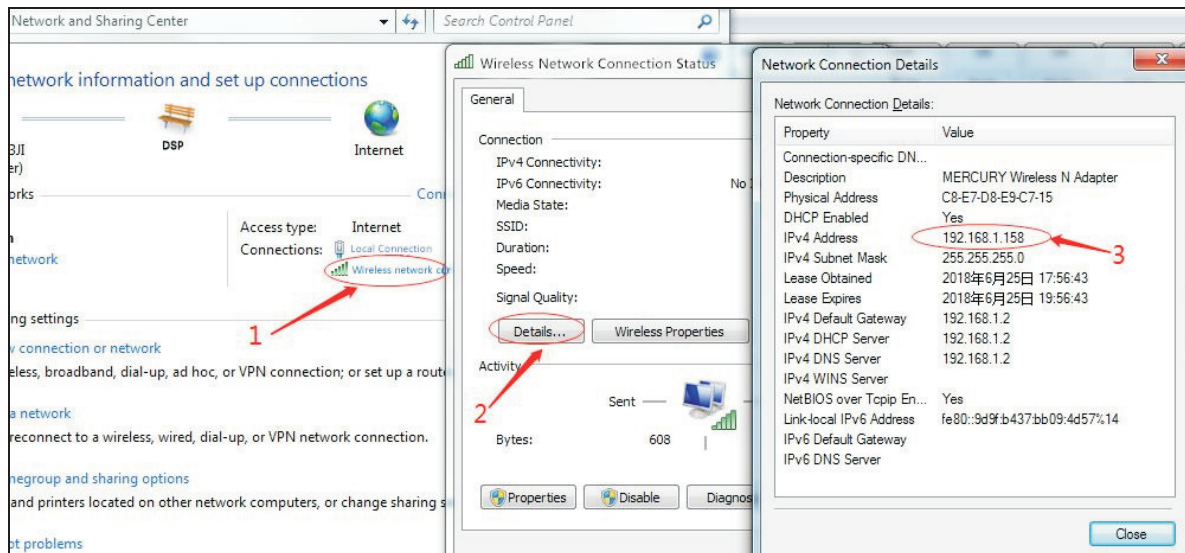 Network and Sharing Center
Search Control Panel
network information and set up connections
DSP
Internet
BJI
er)
orks
Conn
Access type: Internet
Connections: Local Connection
Wireless network con
network
1
ng settings
w connection or network
eless, broadband, dial-up, ad hoc, or VPN connection; or set up a route
a network
reconnect to a wireless, wired, dial-up, or VPN network connection.
megroup and sharing options
and printers located on other network computers, or change sharing s
ot problems
Wireless Network Connection Status
General
Connection
IPv4 Connectivity:
IPv6 Connectivity: No
Media State:
SSID:
Duration:
Speed:
Signal Quality:
Details... Wireless Properties
2
Activity
Sent
Bytes: 608
Properties Disable Diagnos
Network Connection Details
Network Connection Details:
Property Value
Connection-specific DN...
Description MERCURY Wireless N Adapter
Physical Address C8-E7-D8-E9-C7-15
DHCP Enabled Yes
IPv4 Address 192.168.1.158
3
IPv4 Subnet Mask 255.255.255.0
Lease Obtained 2018年6月25日 17:56:43
Lease Expires 2018年6月25日 19:56:43
IPv4 Default Gateway 192.168.1.2
IPv4 DHCP Server 192.168.1.2
IPv4 DNS Server 192.168.1.2
IPv4 WINS Server
NetBIOS over Tcpip En... Yes
Link-local IPv6 Address fe80::9d9f:b437:bb09:4d57%14
IPv6 Default Gateway
IPv6 DNS Server
Close